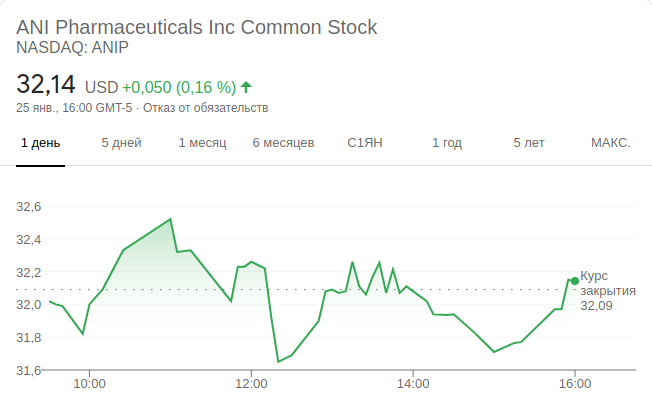 ANI Pharmaceuticals Inc Common Stock
NASDAQ: ANIP
32,14 USD +0,050 (0,16 %)
25 янв., 16:00 GMT-5 · Отказ от обязательств
1 день 5 дней 1 месяц 6 месяцев С1ЯН 1 год 5 лет МАКС.
32,6
32,4
32,2
32,0
31,8
31,6
Курс
закрытия
32,09
10:00 12:00 14:00 16:00